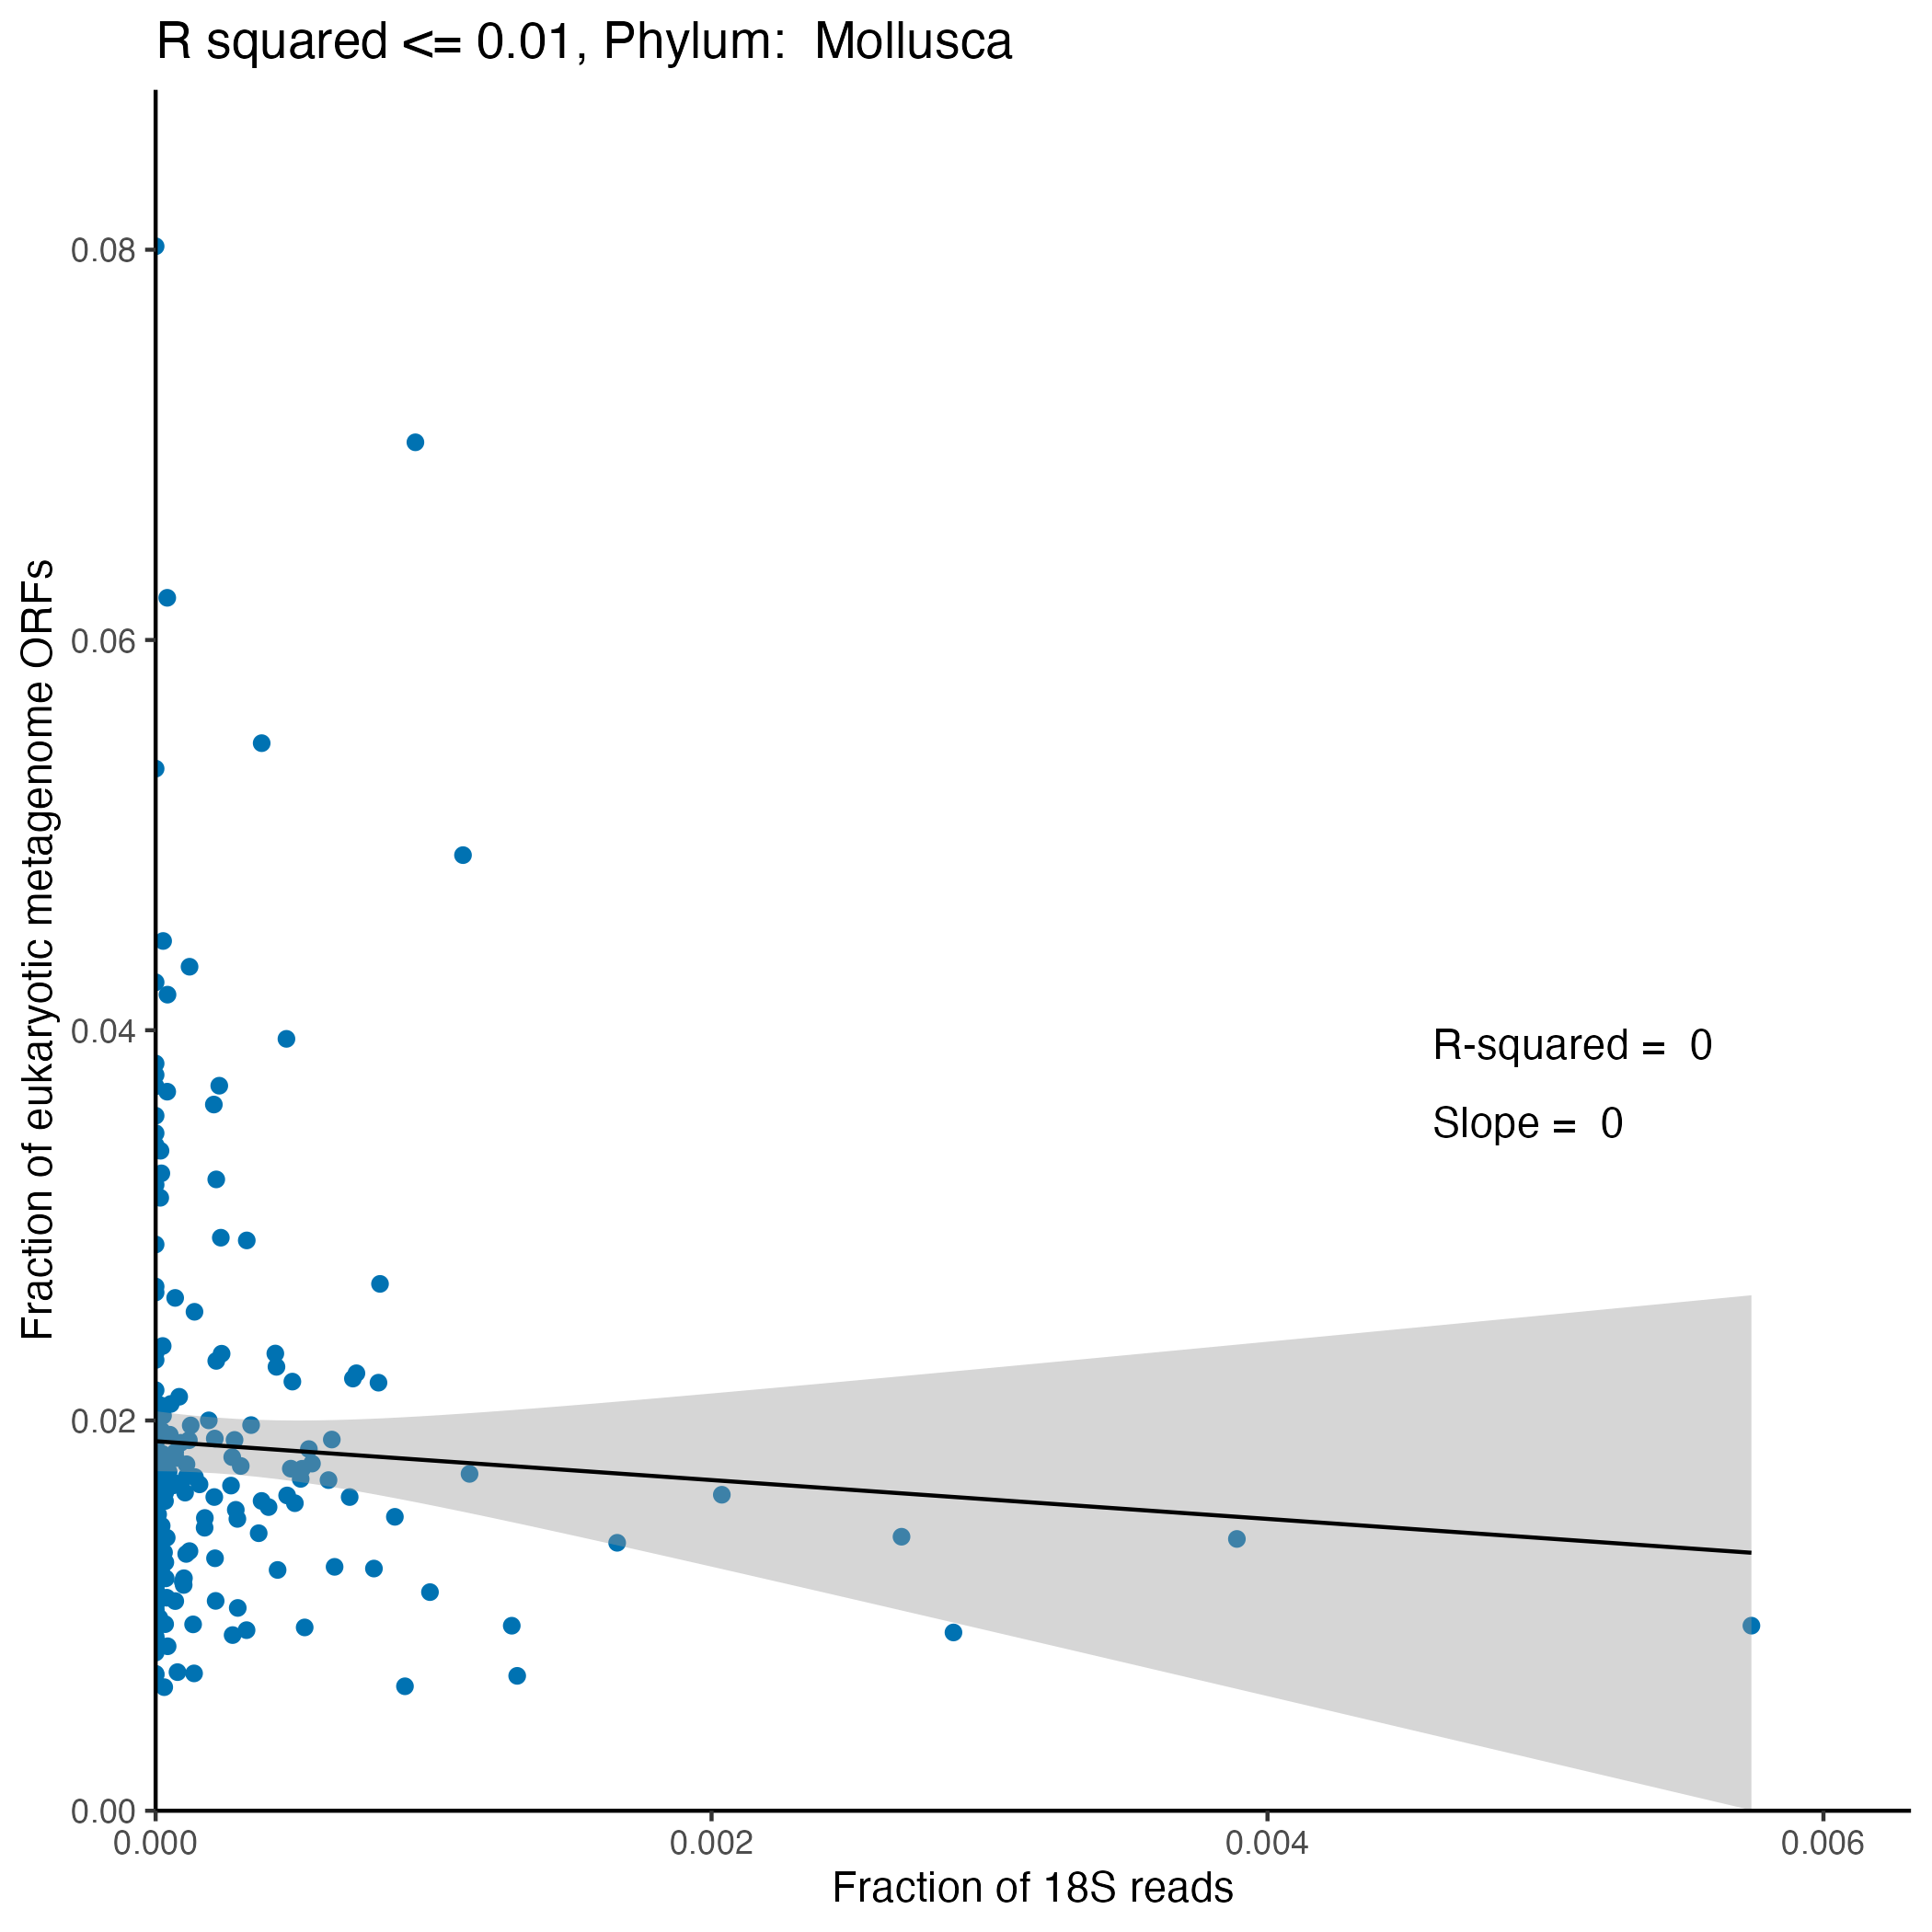 R squared <= 0.01, Phylum:  Mollusca
Fraction of eukaryotic metagenome ORFs
0.08
0.06
0.04
0.02
0.00
R-squared =  0
Slope =  0
0.000 0.002 0.004 0.006
Fraction of 18S reads